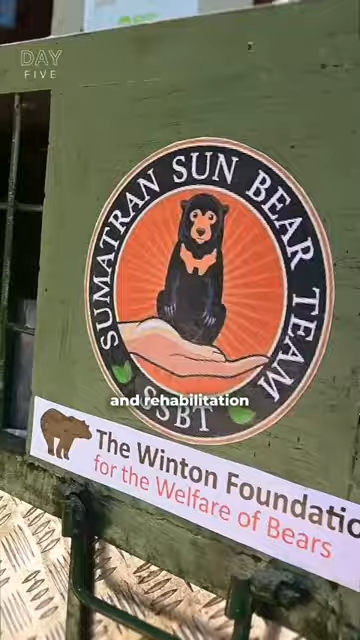 DAY
FIVE
SUMATRAN SUN BEAR TEAM
and rehabilitation
SSBT
The Winton Foundatio
for the Welfare of Bears